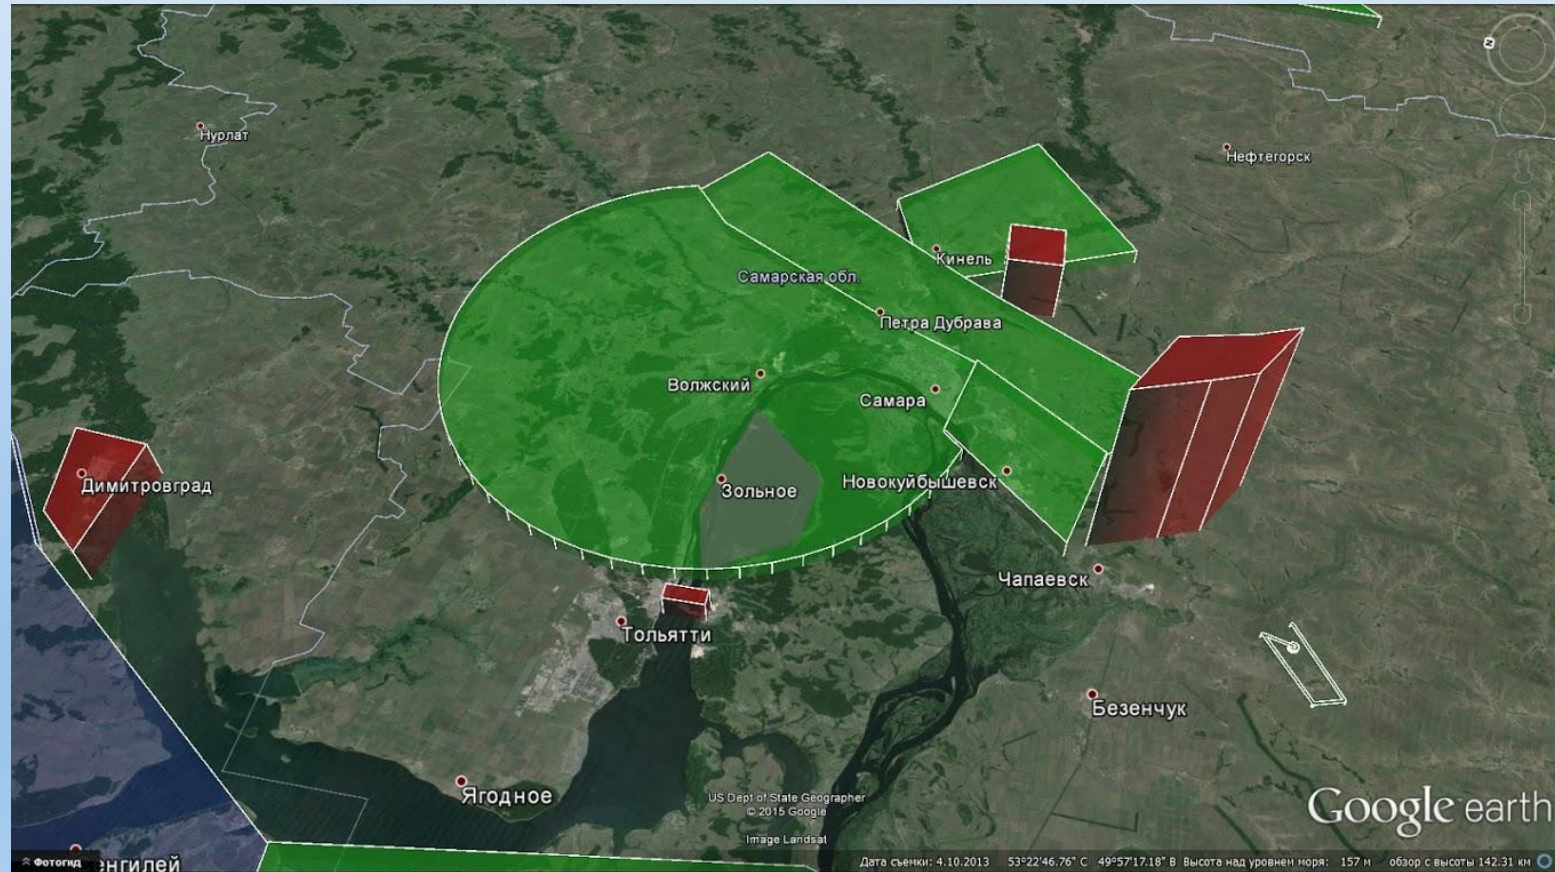 N
Нурлат
Нефтегорск
Кинель
Самарская обл.
Петра Дубрава
Волжский
Самара
Димитровград
Зольное
Новокуйбышевск
Чапаевск
Тольятти
Безенчук
Ягодное
US Dept of State Geographer
© 2015 Google
Image Landsat
Google earth
Фотогид
енгилей
Дата съемки: 4.10.2013 53°22'46.76" С 49°57'17.18" В Высота над уровнем моря: 157 м обзор с высоты 142.31 км